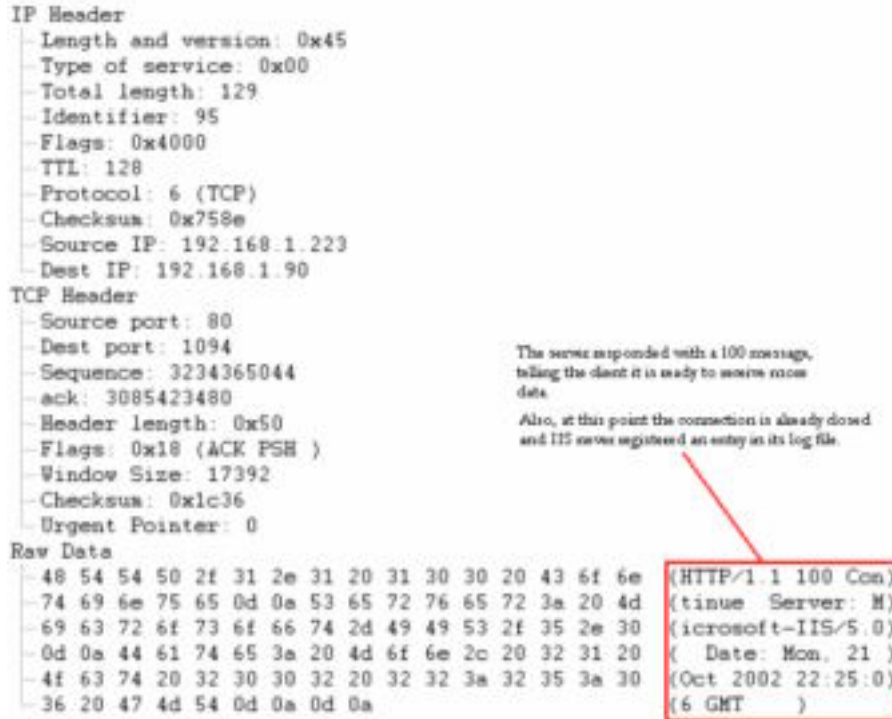 IP Header
Length and version: 0x45
Type of service: 0x00
Total length: 129
Identifier: 95
Flags: 0x4000
TTL: 128
Protocol: 6 (TCP)
Checksum: 0x758e
Source IP: 192.168.1.223
Dest IP: 192.168.1.90
TCP Header
Source port: 80
Dest port: 1094
Sequence: 3234365044
ack: 3085423480
Header length: 0x50
Flags: 0x18 (ACK PSH )
Window Size: 17392
Checksum: 0x1c36
Urgent Pointer: 0
The server responded with a 100 message,
telling the client it is ready to receive more
data.
Also, at this point the connection is already closed
and IIS never registered an entry in its log file.
Raw Data
48 54 54 50 2f 31 2e 31 20 31 30 30 20 43 6f 6e (HTTP/1.1 100 Con)
74 69 6e 75 65 0d 0a 53 65 72 76 65 72 3a 20 4d (tinue Server: M)
69 63 72 6f 73 6f 66 74 2d 49 49 53 2f 35 2e 30 (icrosoft-IIS/5.0)
0d 0a 44 61 74 65 3a 20 4d 6f 6e 2c 20 32 31 20 ( Date: Mon, 21 )
4f 63 74 20 32 30 30 32 20 32 32 3a 32 35 3a 30 (Oct 2002 22:25:0)
36 20 47 4d 54 0d 0a 0d 0a (6 GMT )